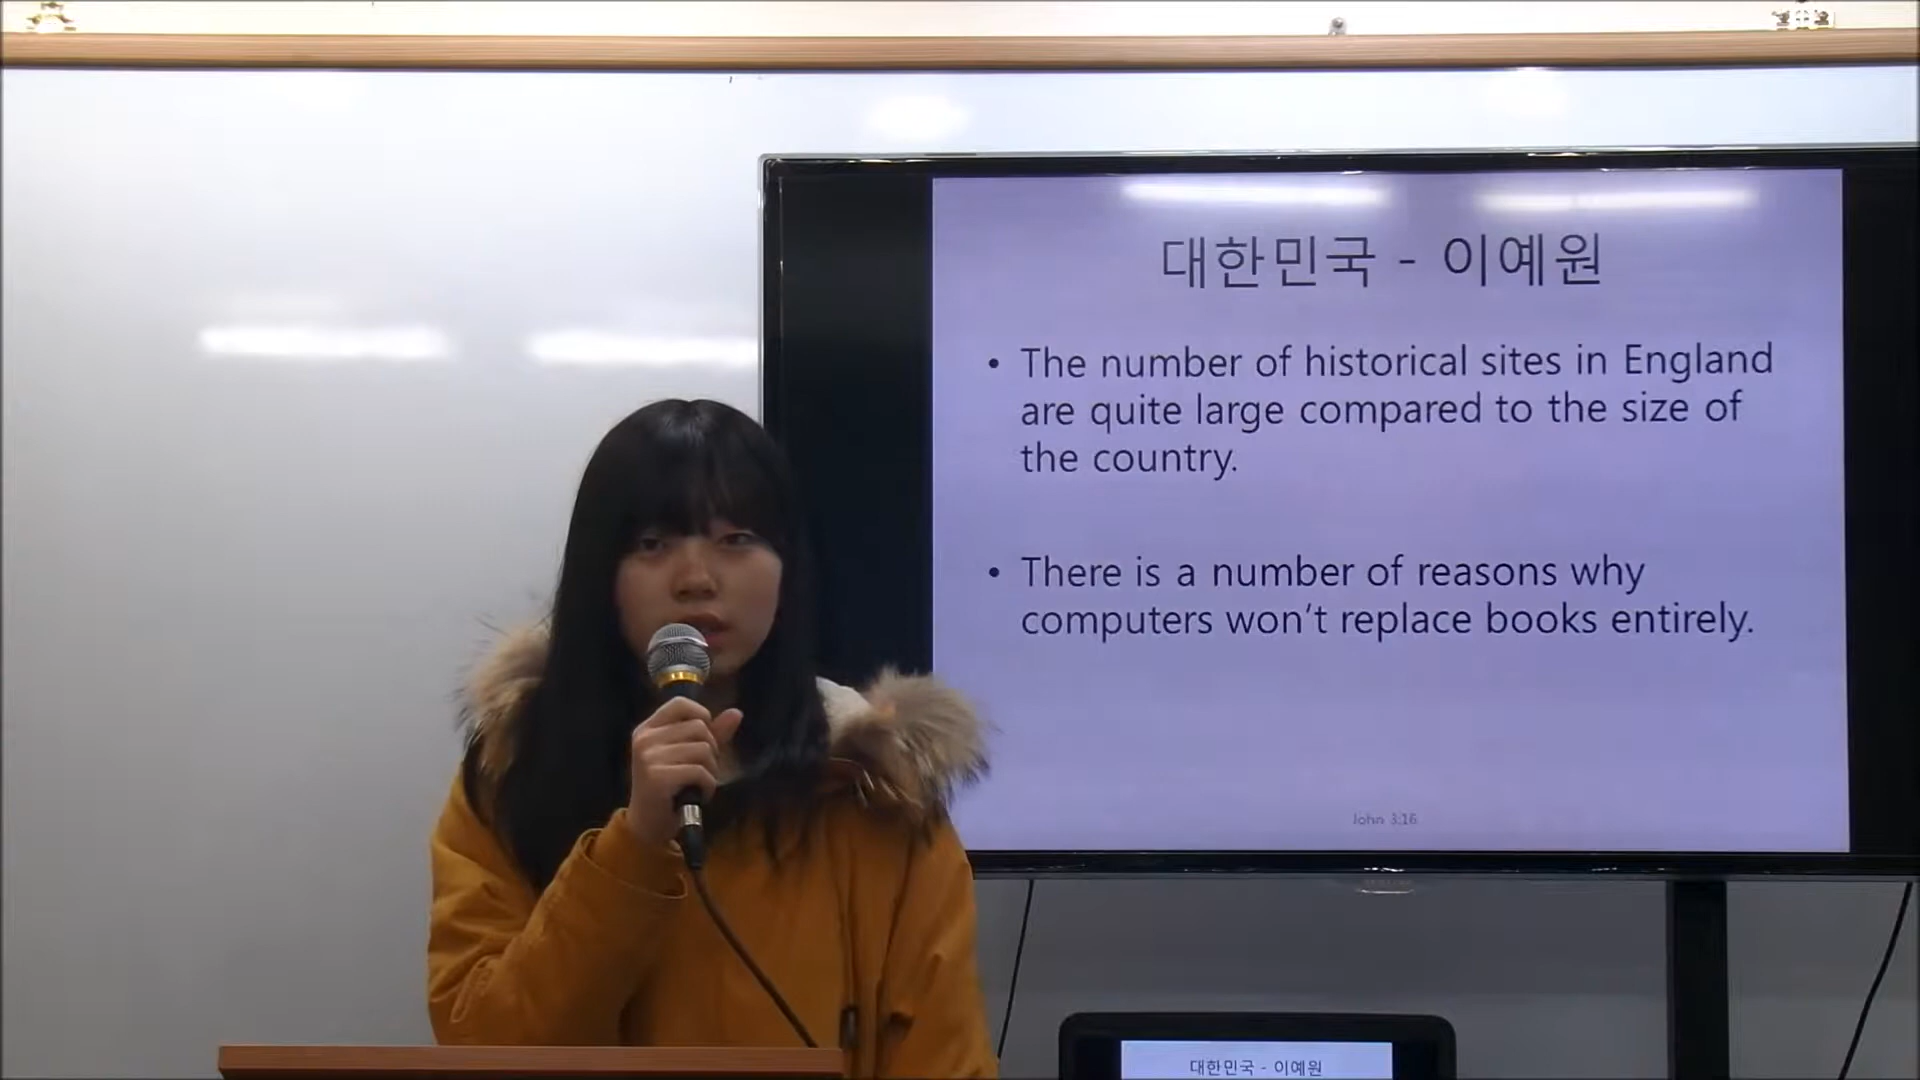 대한민국 - 이예원
• The number of historical sites in England
are quite large compared to the size of
the country.
• There is a number of reasons why
computers won't replace books entirely.
John 3:16
대한민국 - 이예원